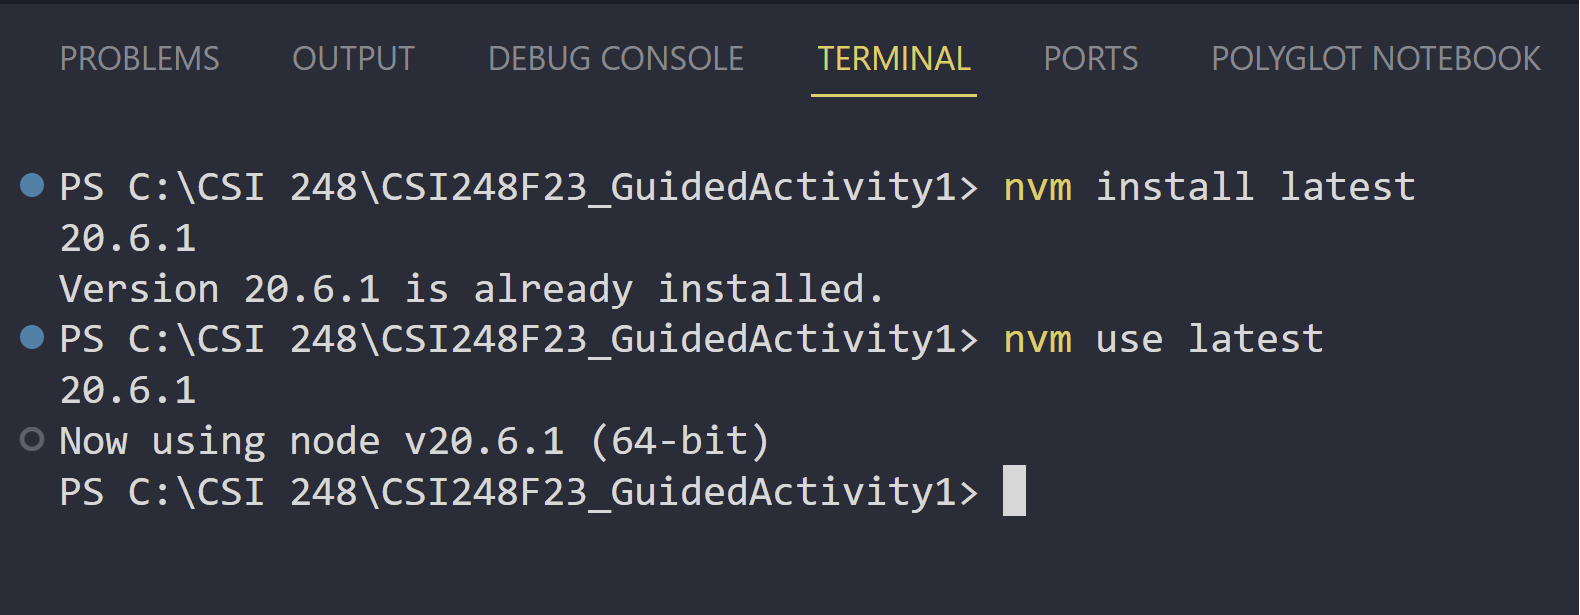 PROBLEMS OUTPUT DEBUG CONSOLE TERMINAL PORTS POLYGLOT NOTEBOOK
PS C:\CSI 248\CSI248F23_GuidedActivity1> nvm install latest
20.6.1
Version 20.6.1 is already installed.
PS C:\CSI 248\CSI248F23_GuidedActivity1> nvm use latest
20.6.1
Now using node v20.6.1 (64-bit)
PS C:\CSI 248\CSI248F23_GuidedActivity1>